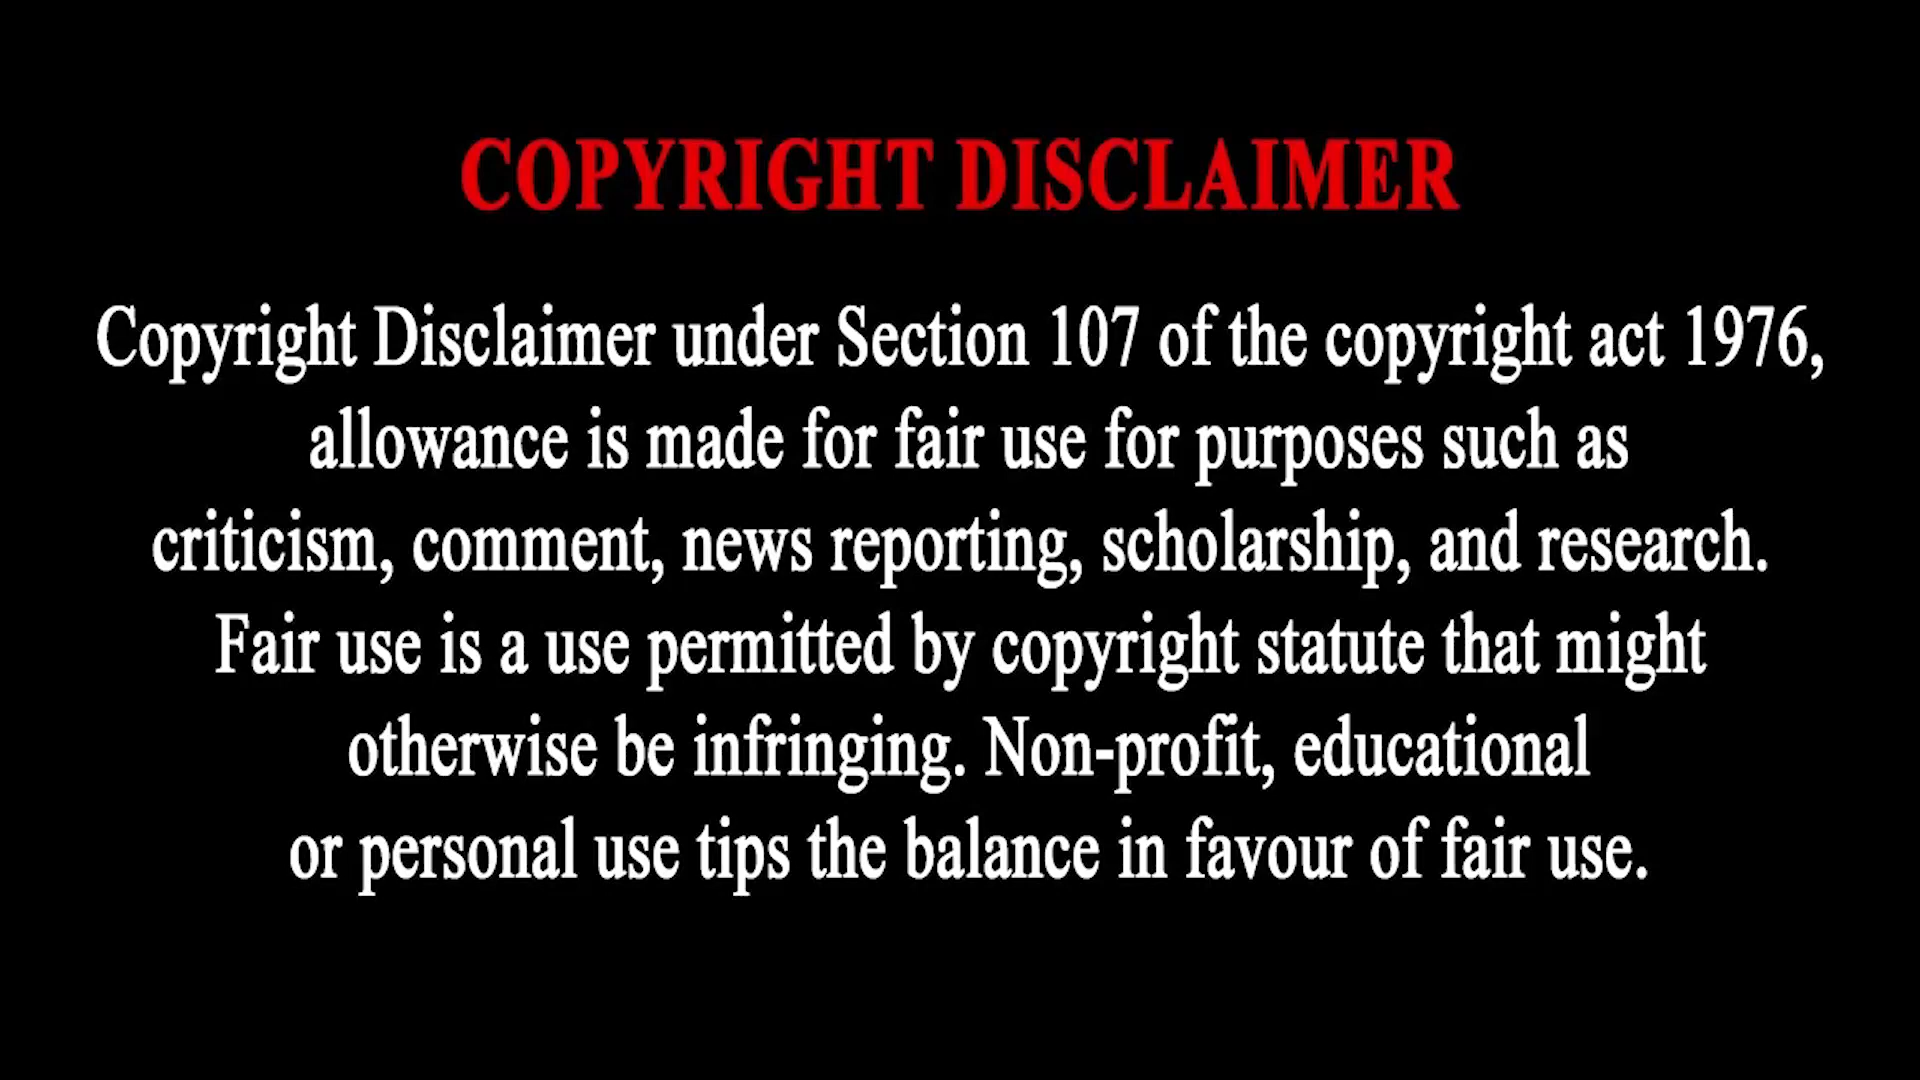 COPYRIGHT DISCLAIMER
Copyright Disclaimer under Section 107 of the copyright act 1976,
allowance is made for fair use for purposes such as
criticism, comment, news reporting, scholarship, and research.
Fair use is a use permitted by copyright statute that might
otherwise be infringing. Non-profit, educational
or personal use tips the balance in favour of fair use.